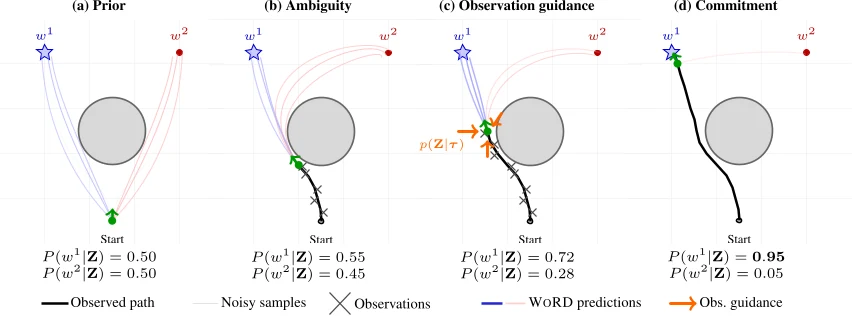 (a) Prior
(b) Ambiguity
(c) Observation guidance
(d) Commitment
w¹ w² w¹ w² w¹ w² w¹ w²
p(Z|τ)
Start Start Start Start
P(w¹|Z) = 0.50
P(w²|Z) = 0.50
P(w¹|Z) = 0.55
P(w²|Z) = 0.45
P(w¹|Z) = 0.72
P(w²|Z) = 0.28
P(w¹|Z) = 0.95
P(w²|Z) = 0.05
Observed path Noisy samples Observations WORD predictions Obs. guidance